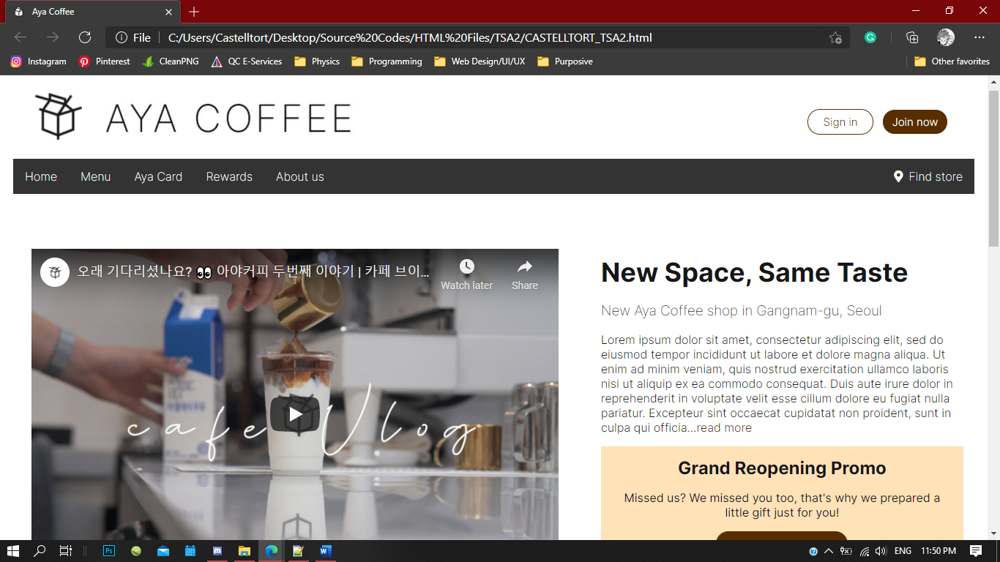 Aya Coffee
File
C:/Users/Castelltort/Desktop/Source%20Codes/HTML%20Files/TSA2/CASTELLTORT_TSA2.html
Instagram Pinterest CleanPNG QC E-Services Physics Programming Web Design/UI/UX Purposive Other favorites
AYA COFFEE
Sign in Join now
Home Menu Aya Card Rewards About us Find store
오래 기다리셨나요? 👀 아야커피 두번째 이야기 | 카페 브이...
Watch later Share
cafe Vlog
New Space, Same Taste
New Aya Coffee shop in Gangnam-gu, Seoul
Lorem ipsum dolor sit amet, consectetur adipiscing elit, sed do
eiusmod tempor incididunt ut labore et dolore magna aliqua. Ut
enim ad minim veniam, quis nostrud exercitation ullamco laboris
nisi ut aliquip ex ea commodo consequat. Duis aute irure dolor in
reprehenderit in voluptate velit esse cillum dolore eu fugiat nulla
pariatur. Excepteur sint occaecat cupidatat non proident, sunt in
culpa qui officia...read more
Grand Reopening Promo
Missed us? We missed you too, that's why we prepared a
little gift just for you!
Ps
ENG 11:50 PM